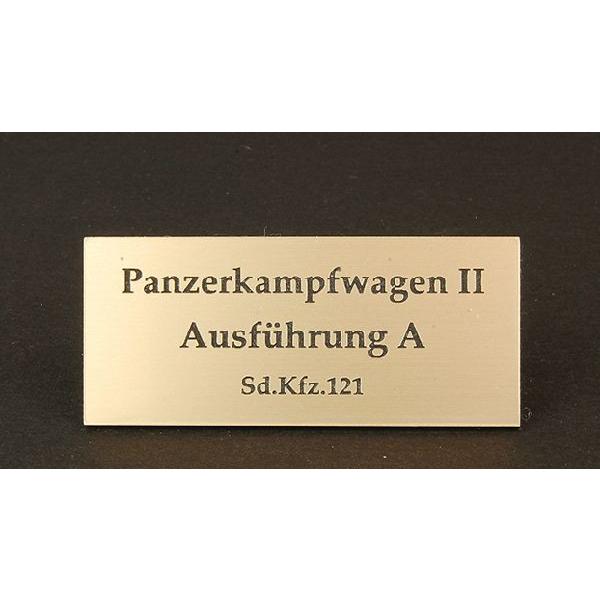 Panzerkampfwagen II
Ausführung A
Sd.Kfz.121